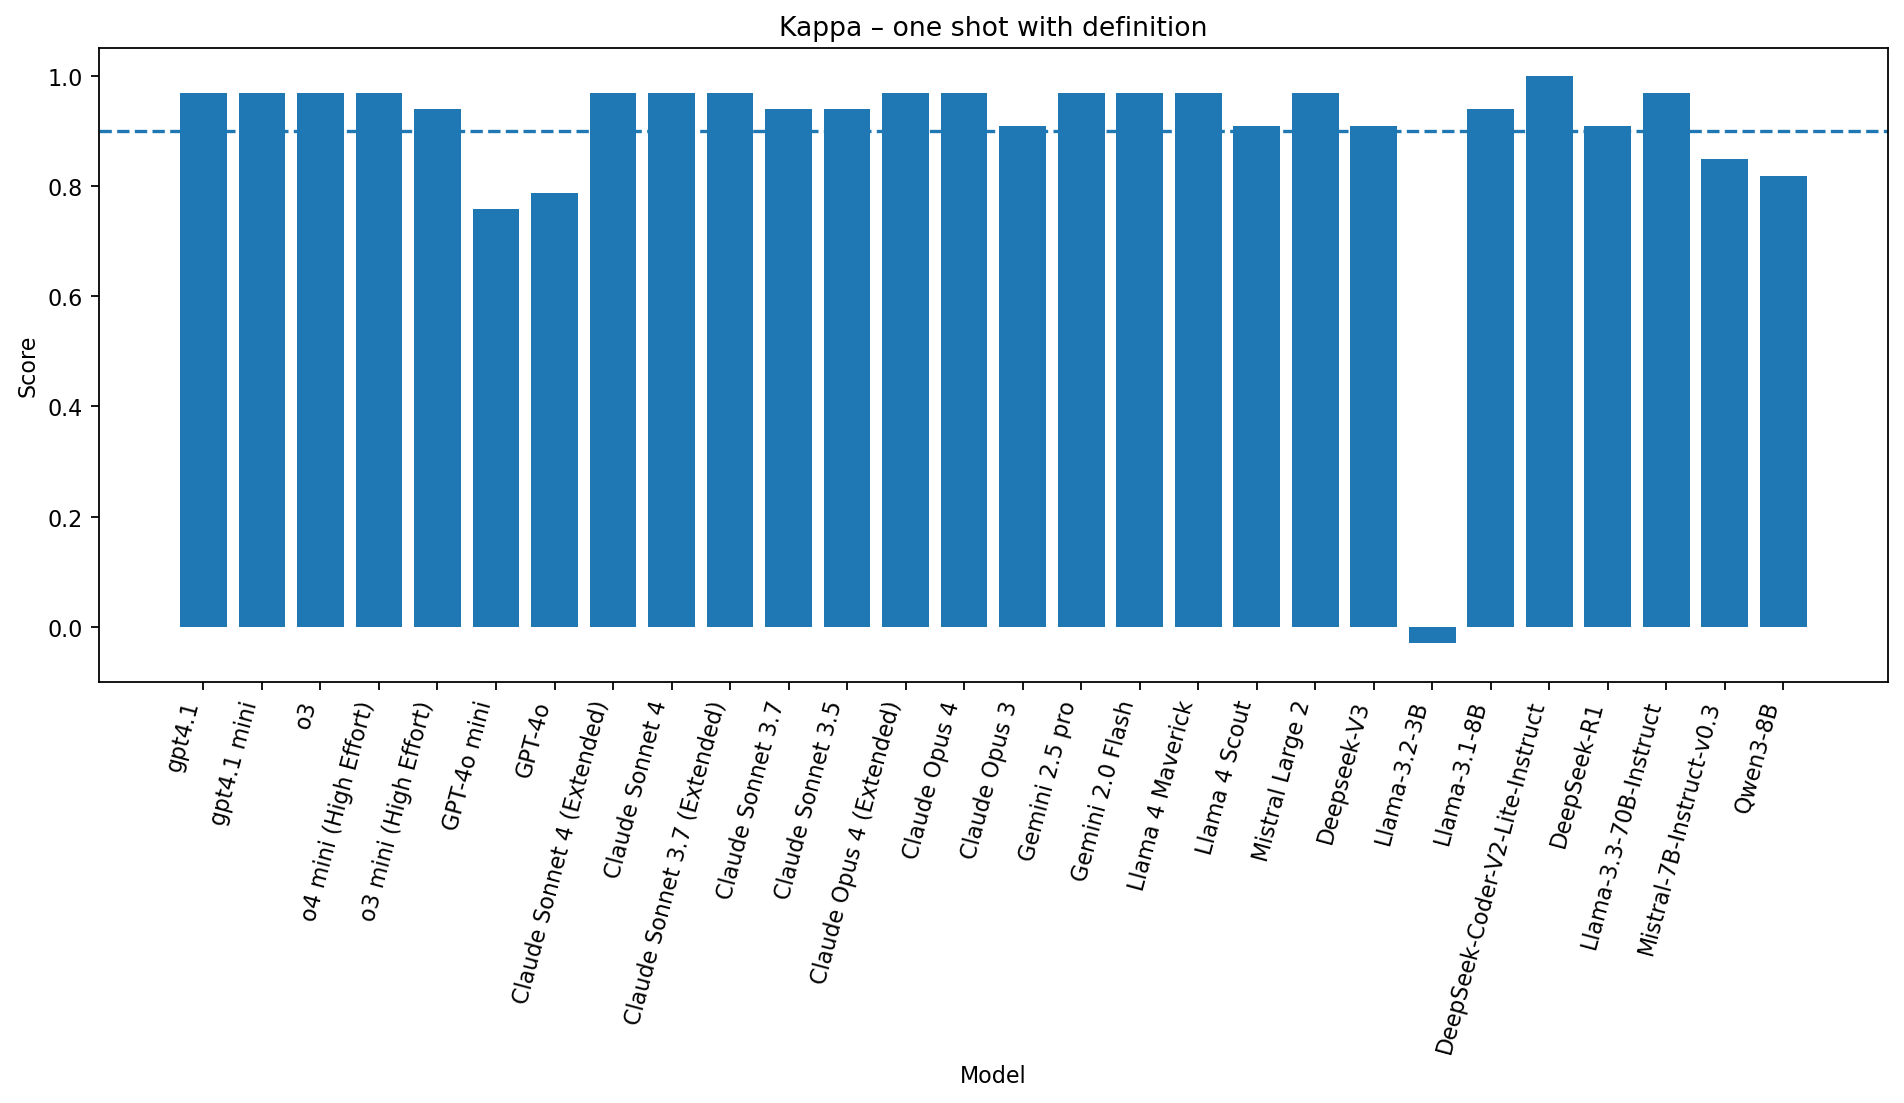 Kappa – one shot with definition
1.0
0.8
0.6
0.4
0.2
0.0
Score
gpt4.1
gpt4.1 mini
o3
o4 mini (High Effort)
o3 mini (High Effort)
GPT-4o mini
GPT-4o
Claude Sonnet 4 (Extended)
Claude Sonnet 4
Claude Sonnet 3.7 (Extended)
Claude Sonnet 3.7
Claude Sonnet 3.5
Claude Opus 4 (Extended)
Claude Opus 4
Claude Opus 3
Gemini 2.5 pro
Gemini 2.0 Flash
Llama 4 Maverick
Llama 4 Scout
Mistral Large 2
Deepseek-V3
Llama-3.2-3B
Llama-3.1-8B
DeepSeek-Coder-V2-Lite-Instruct
DeepSeek-R1
Llama-3.3-70B-Instruct
Mistral-7B-Instruct-v0.3
Qwen3-8B
Model